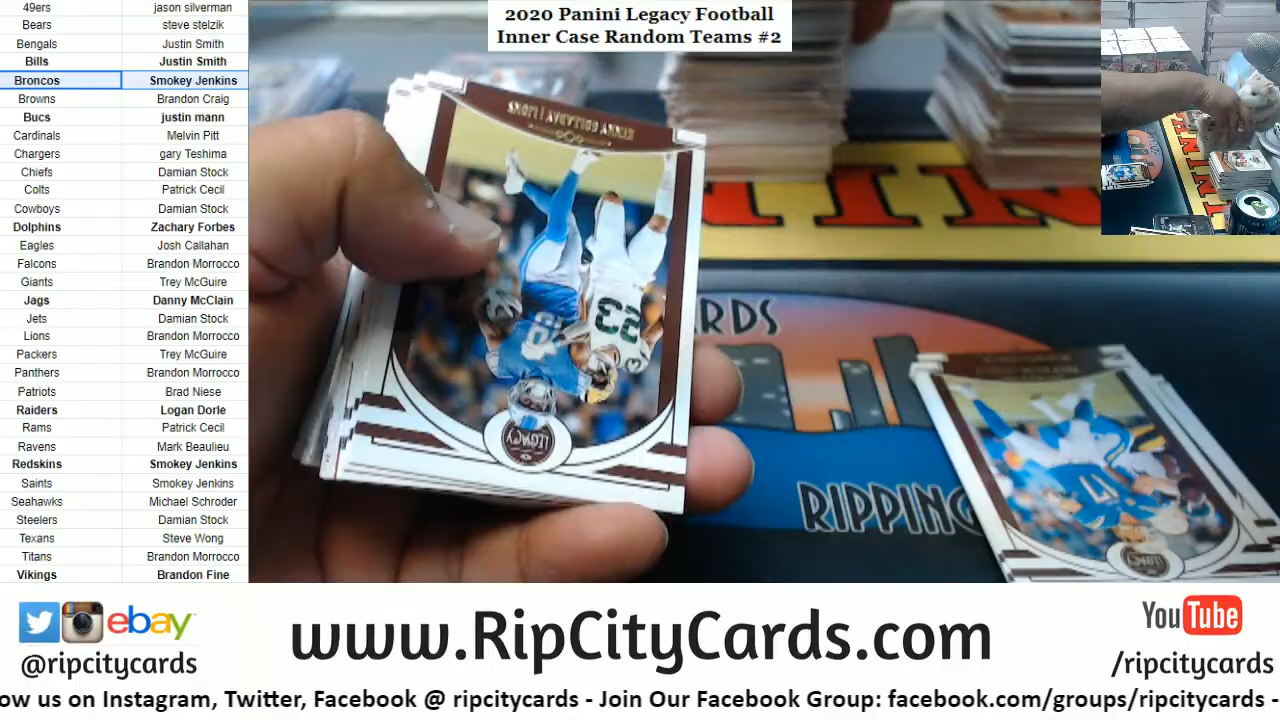 2020 Panini Legacy Football
Inner Case Random Teams #2
49ers jason silverman
Bears steve stelzik
Bengals Justin Smith
Bills Justin Smith
Broncos Smokey Jenkins
Browns Brandon Craig
Bucs justin mann
Cardinals Melvin Pitt
Chargers gary Teshima
Chiefs Damian Stock
Colts Patrick Cecil
Cowboys Damian Stock
Dolphins Zachary Forbes
Eagles Josh Callahan
Falcons Brandon Morrocco
Giants Trey McGuire
Jags Danny McClain
Jets Damian Stock
Lions Brandon Morrocco
Packers Trey McGuire
Panthers Brandon Morrocco
Patriots Brad Niese
Raiders Logan Dorle
Rams Patrick Cecil
Ravens Mark Beaulieu
Redskins Smokey Jenkins
Saints Smokey Jenkins
Seahawks Michael Schroder
Steelers Damian Stock
Texans Steve Wong
Titans Brandon Morrocco
Vikings Brandon Fine
KENNY GOLLADAY | LIONS
23
LEGACY
RDS
RIPPING
ebay
@ripcitycards
www.RipCityCards.com
YouTube
/ripcitycards
ow us on Instagram, Twitter, Facebook @ ripcitycards - Join Our Facebook Group: facebook.com/groups/ripcitycards -